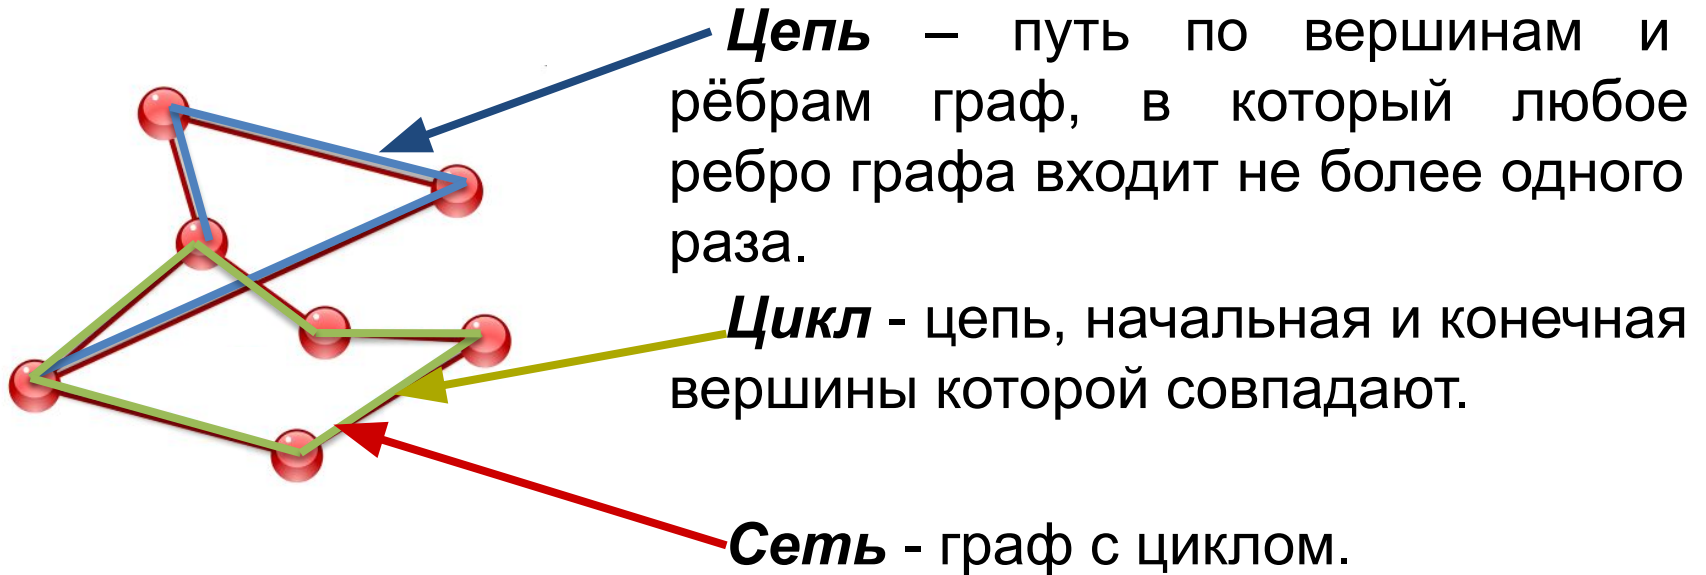 Цепь – путь по вершинам и
рёбрам граф, в который любое
ребро графа входит не более одного
раза.
Цикл - цепь, начальная и конечная
вершины которой совпадают.
Сеть - граф с циклом.